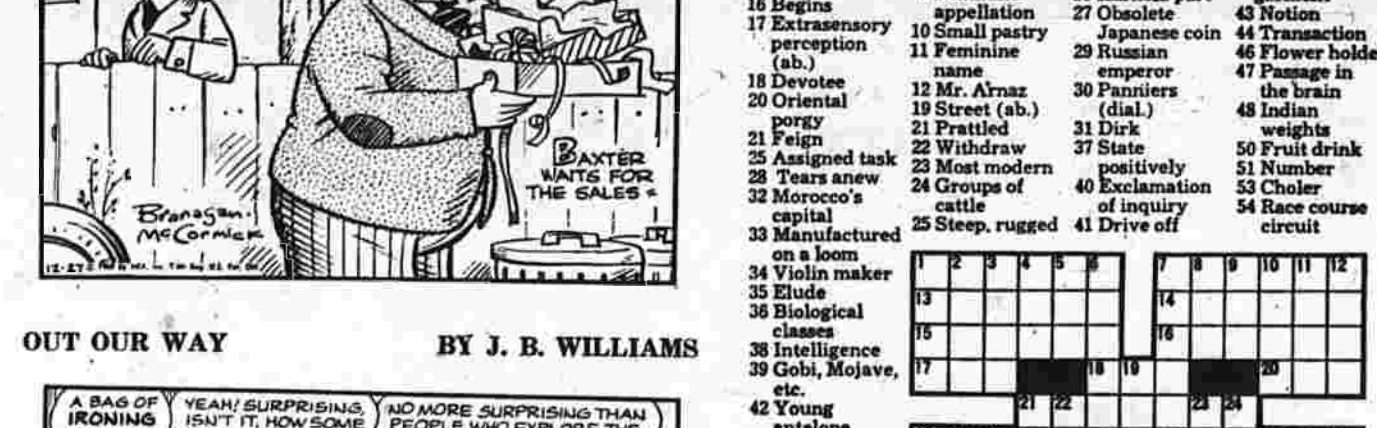 BAXTER
WAITS FOR
THE SALES =
Branagan-
McCormick
12-27
OUT OUR WAY BY J. B. WILLIAMS
A BAG OF
IRONING
YEAH! SURPRISING,
ISN'T IT, HOW SOME
NO MORE SURPRISING THAN
PEOPLE WHO EXPLORE THE
16 Begins
17 Extrasensory
perception
(ab.)
18 Devotee
20 Oriental
porgy
21 Feign
25 Assigned task
28 Tears anew
32 Morocco's
capital
33 Manufactured
on a loom
34 Violin maker
35 Elude
36 Biological
classes
38 Intelligence
39 Gobi, Mojave,
etc.
42 Young
antelope
appellation
10 Small pastry
11 Feminine
name
12 Mr. Arnaz
19 Street (ab.)
21 Prattled
22 Withdraw
23 Most modern
24 Groups of
cattle
25 Steep, rugged
27 Obsolete
Japanese coin
29 Russian
emperor
30 Panniers
(dial.)
31 Dirk
37 State
positively
40 Exclamation
of inquiry
41 Drive off
43 Notion
44 Transaction
46 Flower holde
47 Passage in
the brain
48 Indian
weights
50 Fruit drink
51 Number
53 Choler
54 Race course
circuit
1 2 3 4 5 6 7 8 9 10 11 12
13 14
15 16
17 18 19 20
21 22 23 24